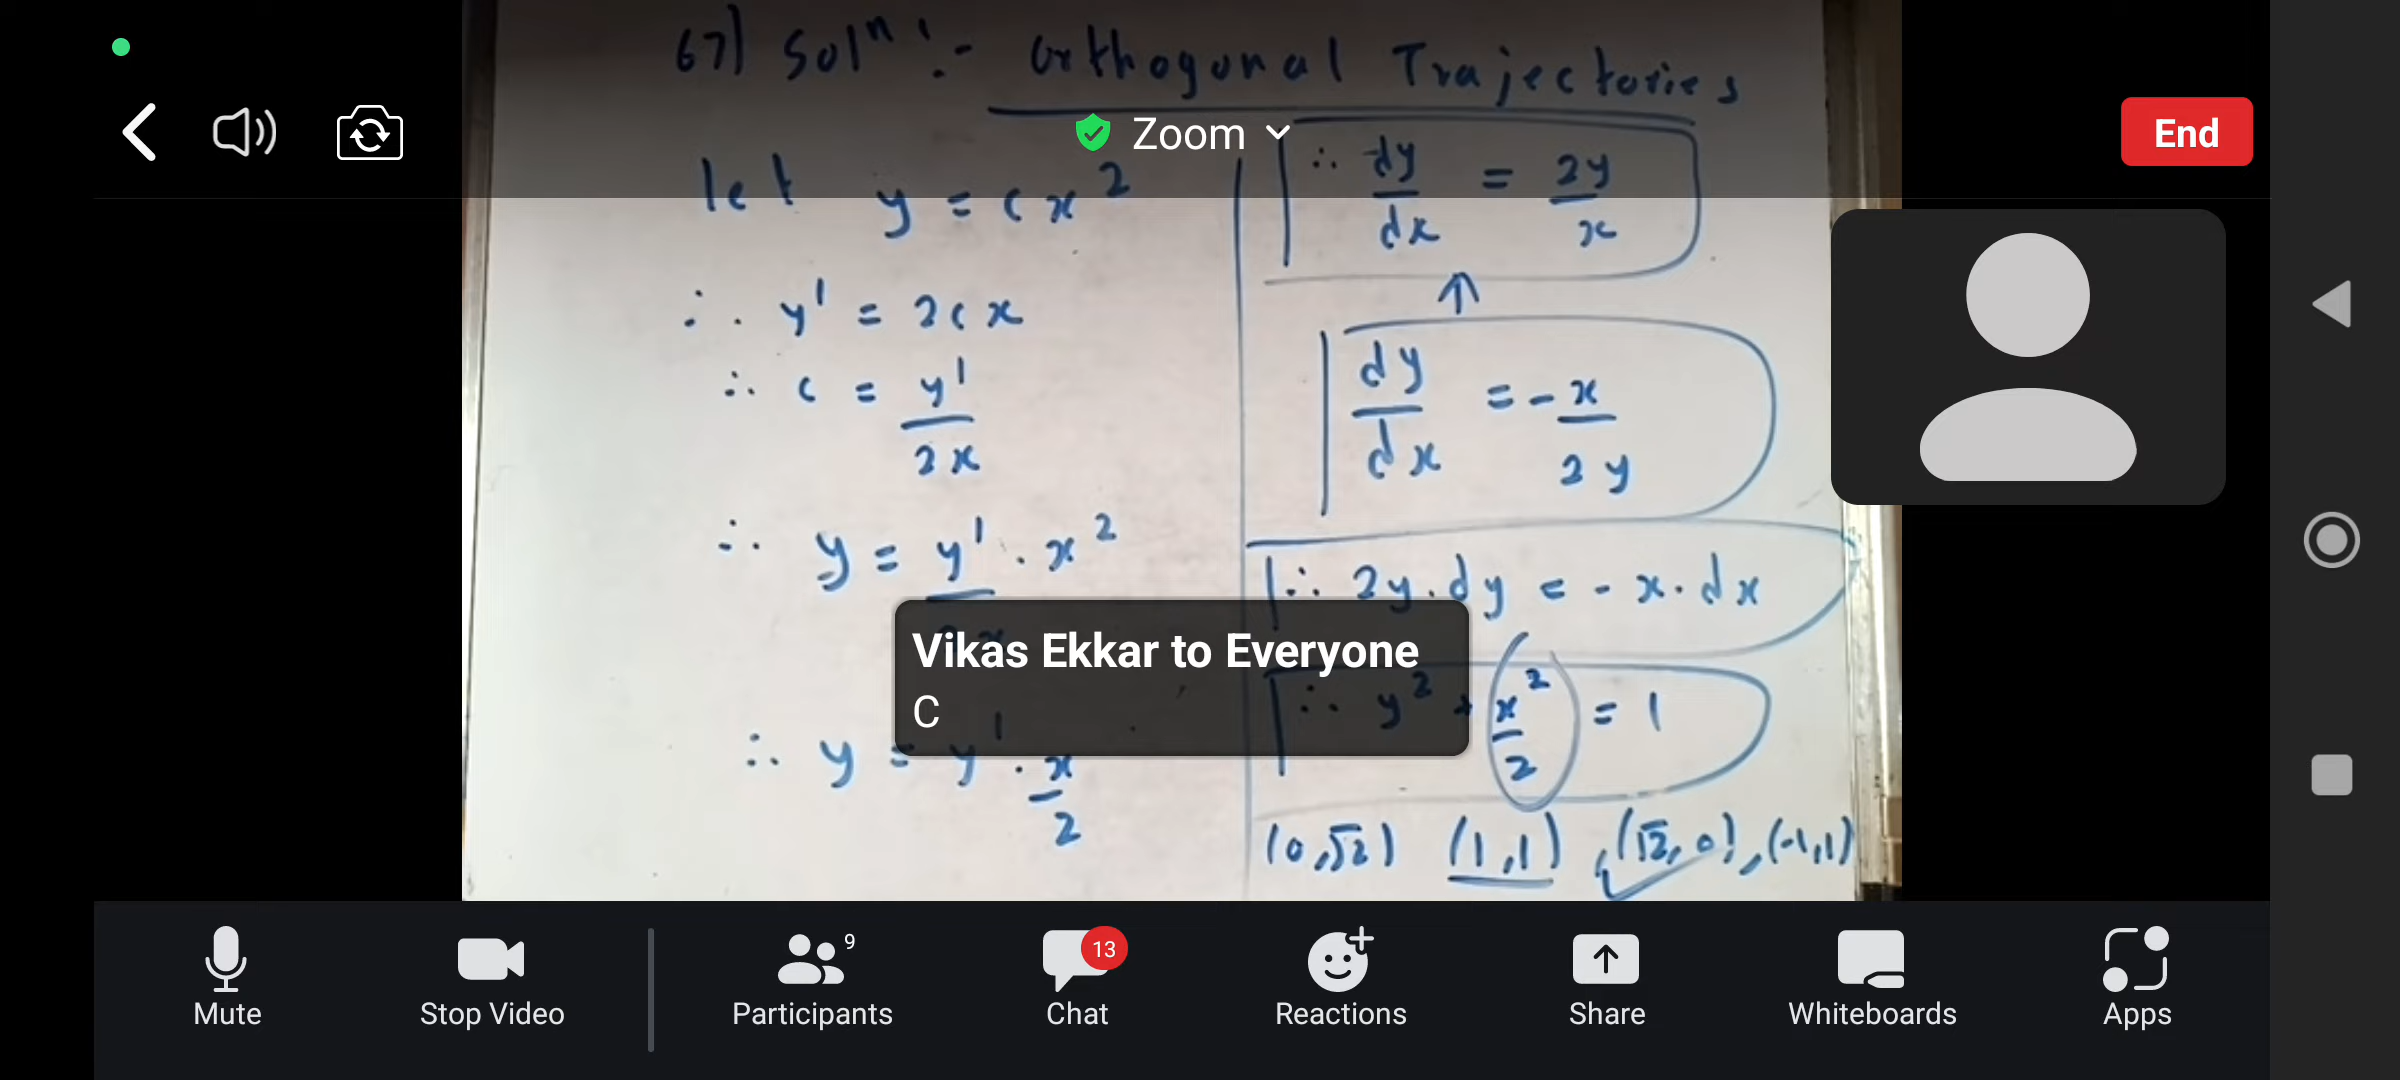 67) Solⁿ :- Orthogonal Trajectories
Zoom
End
let y = cx²
∴ y' = 2cx
∴ c = y'/2x
∴ y = y'/2x . x²
∴ y = y' . x/2
∴ dy/dx = 2y/x
↑
dy/dx = -x/2y
∴ 2y.dy = -x.dx
∴ y² + x²/2 = 1
(0,√2) (1,1) , (√2,0), (-1,1)
Vikas Ekkar to Everyone
C
Mute
Stop Video
Participants 9
Chat 13
Reactions
Share
Whiteboards
Apps